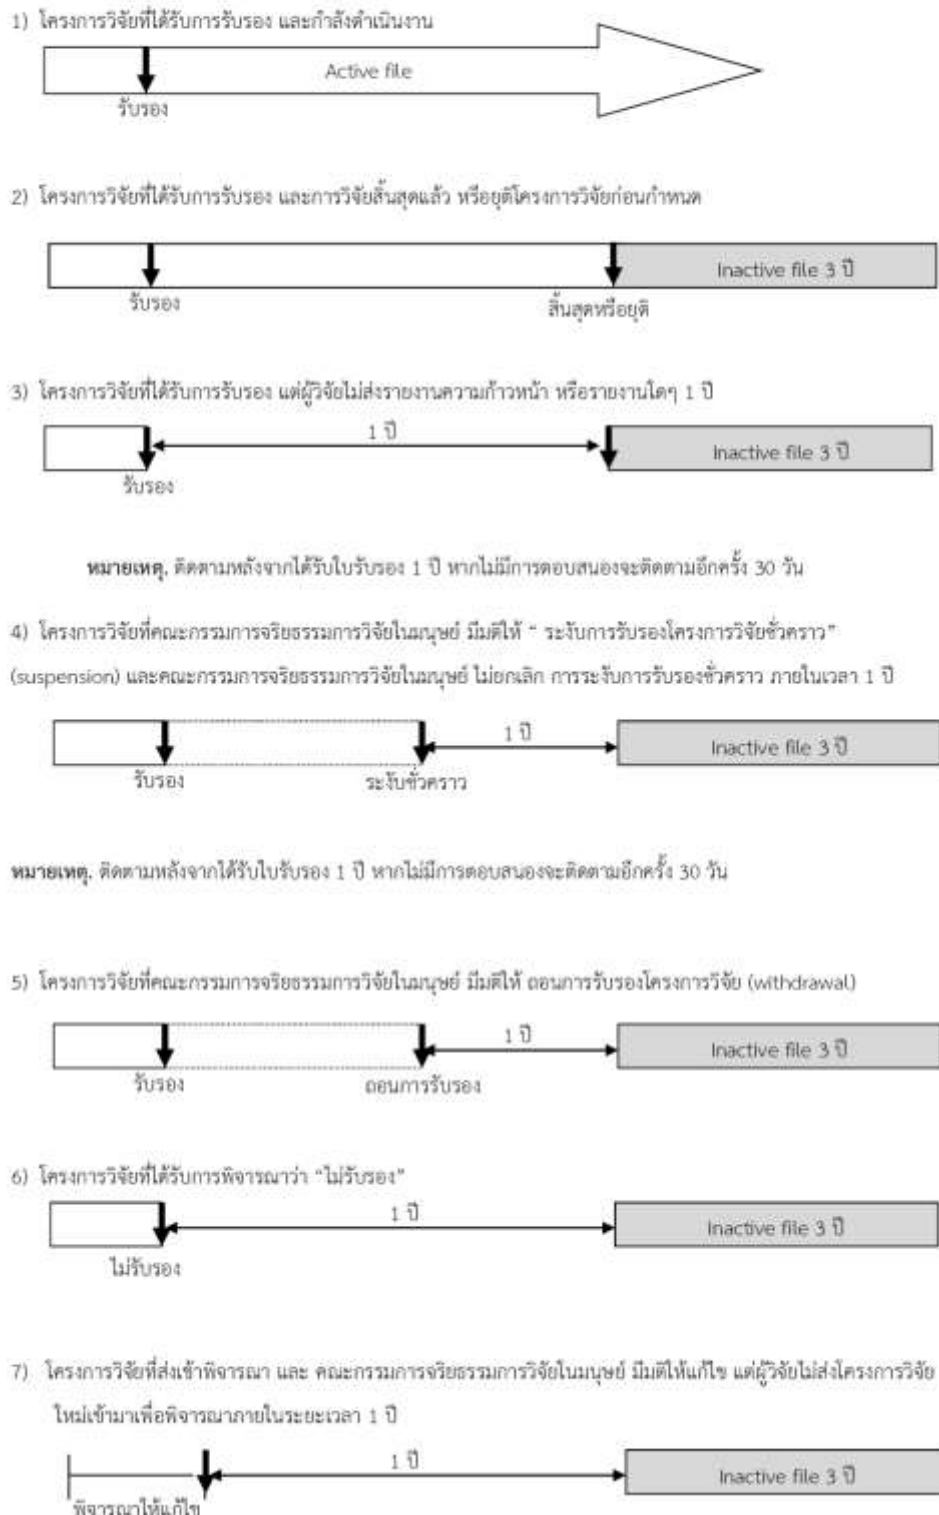 1) โครงการวิจัยที่ได้รับการรับรอง และกำลังดำเนินงาน
Active file
รับรอง
2) โครงการวิจัยที่ได้รับการรับรอง และการวิจัยสิ้นสุดแล้ว หรือยุติโครงการวิจัยก่อนกำหนด
Inactive file 3 ปี
รับรอง
สิ้นสุดหรือยุติ
3) โครงการวิจัยที่ได้รับการรับรอง แต่ผู้วิจัยไม่ส่งรายงานความก้าวหน้า หรือรายงานใดๆ 1 ปี
1 ปี
Inactive file 3 ปี
รับรอง
หมายเหตุ. ติดตามหลังจากได้รับใบรับรอง 1 ปี หากไม่มีการตอบสนองจะติดตามอีกครั้ง 30 วัน
4) โครงการวิจัยที่คณะกรรมการจริยธรรมการวิจัยในมนุษย์ มีมติให้ “ ระงับการรับรองโครงการวิจัยชั่วคราว”
(suspension) และคณะกรรมการจริยธรรมการวิจัยในมนุษย์ ไม่ยกเลิก การระงับการรับรองชั่วคราว ภายในเวลา 1 ปี
1 ปี
Inactive file 3 ปี
รับรอง
ระงับชั่วคราว
หมายเหตุ. ติดตามหลังจากได้รับใบรับรอง 1 ปี หากไม่มีการตอบสนองจะติดตามอีกครั้ง 30 วัน
5) โครงการวิจัยที่คณะกรรมการจริยธรรมการวิจัยในมนุษย์ มีมติให้ ถอนการรับรองโครงการวิจัย (withdrawal)
1 ปี
Inactive file 3 ปี
รับรอง
ถอนการรับรอง
6) โครงการวิจัยที่ได้รับการพิจารณาว่า “ไม่รับรอง”
1 ปี
Inactive file 3 ปี
ไม่รับรอง
7) โครงการวิจัยที่ส่งเข้าพิจารณา และ คณะกรรมการจริยธรรมการวิจัยในมนุษย์ มีมติให้แก้ไข แต่ผู้วิจัยไม่ส่งโครงการวิจัย
ใหม่เข้ามาเพื่อพิจารณาภายในระยะเวลา 1 ปี
1 ปี
Inactive file 3 ปี
พิจารณาให้แก้ไข